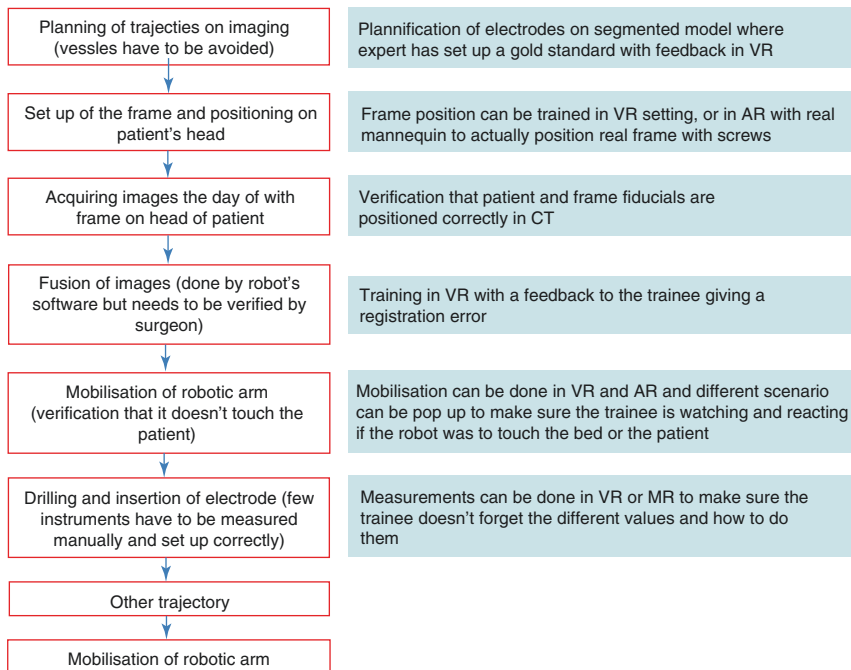 Planning of trajecties on imaging
(vessles have to be avoided)
Plannification of electrodes on segmented model where
expert has set up a gold standard with feedback in VR
Set up of the frame and positioning on
patient's head
Frame position can be trained in VR setting, or in AR with real
mannequin to actually position real frame with screws
Acquiring images the day of with
frame on head of patient
Verification that patient and frame fiducials are
positioned correctly in CT
Fusion of images (done by robot's
software but needs to be verified by
surgeon)
Training in VR with a feedback to the trainee giving a
registration error
Mobilisation of robotic arm
(verification that it doesn't touch the
patient)
Mobilisation can be done in VR and AR and different scenario
can be pop up to make sure the trainee is watching and reacting
if the robot was to touch the bed or the patient
Drilling and insertion of electrode (few
instruments have to be measured
manually and set up correctly)
Measurements can be done in VR or MR to make sure the
trainee doesn't forget the different values and how to do
them
Other trajectory
Mobilisation of robotic arm